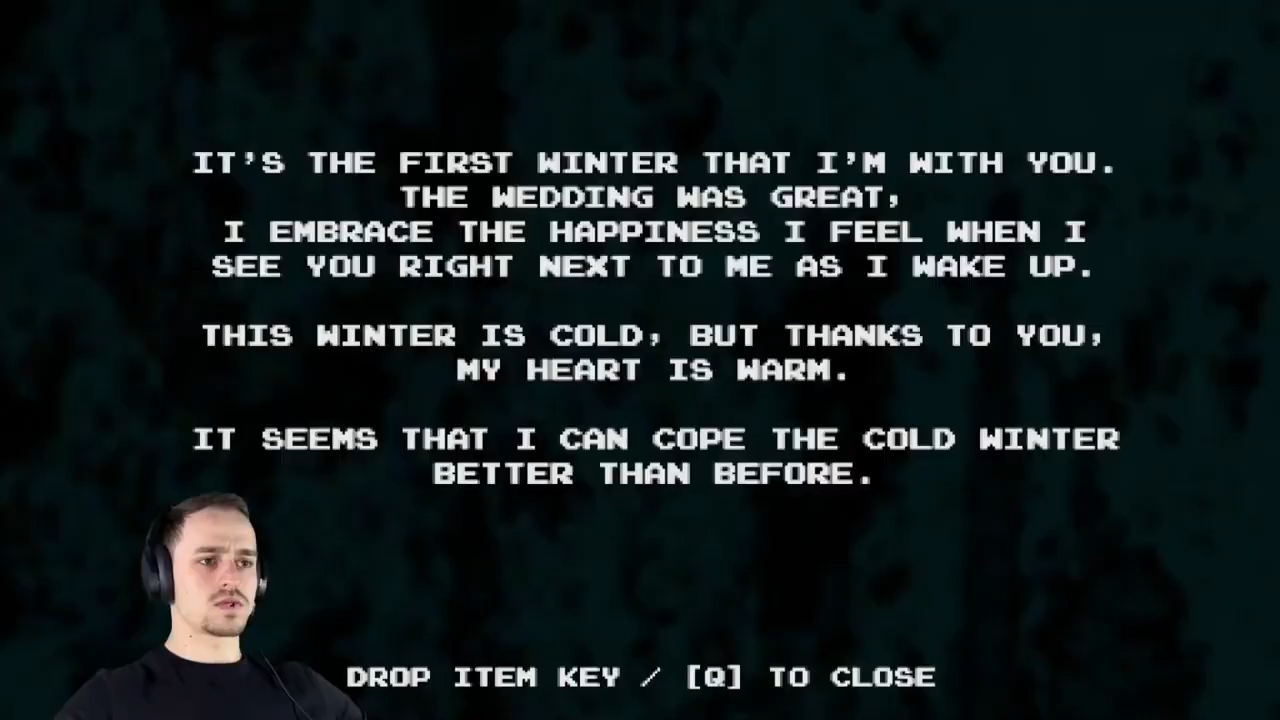 IT'S THE FIRST WINTER THAT I'M WITH YOU.
THE WEDDING WAS GREAT,
I EMBRACE THE HAPPINESS I FEEL WHEN I
SEE YOU RIGHT NEXT TO ME AS I WAKE UP.
THIS WINTER IS COLD, BUT THANKS TO YOU,
MY HEART IS WARM.
IT SEEMS THAT I CAN COPE THE COLD WINTER
BETTER THAN BEFORE.
DROP ITEM KEY / [Q] TO CLOSE